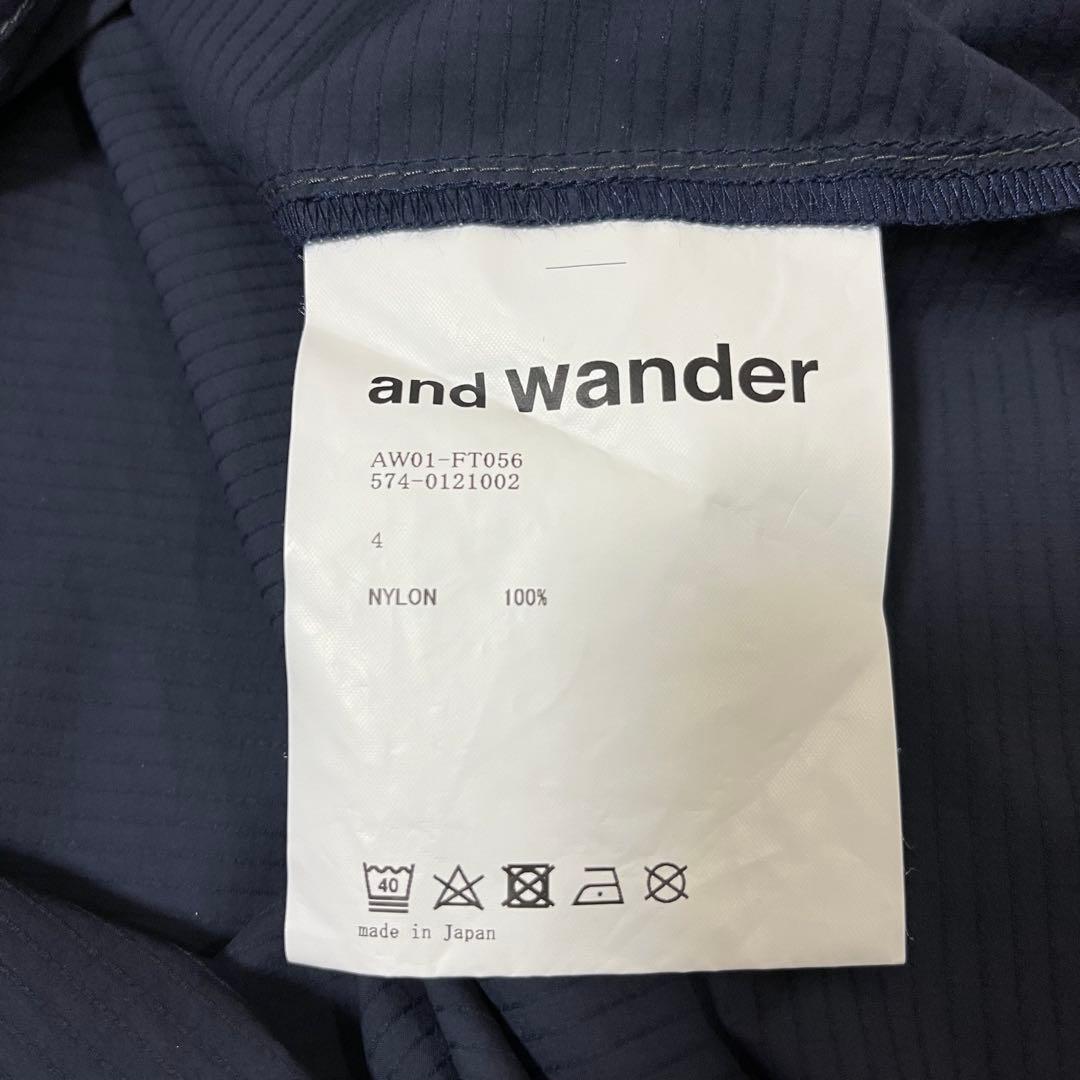 and wander
AW01-FT056
574-0121002
4
NYLON 100%
40
made in Japan